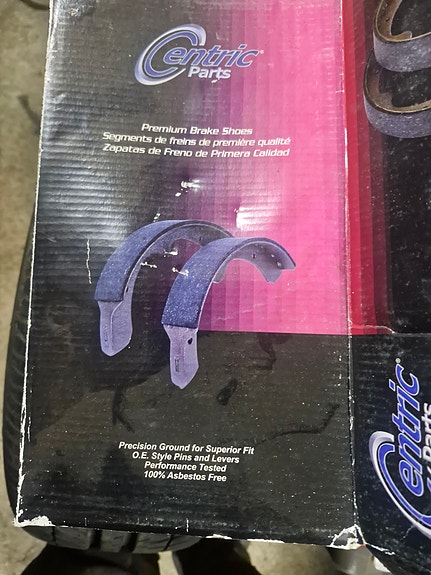 Centric®
Parts
Premium Brake Shoes
Segments de freins de première qualité
Zapatas de Freno de Primera Calidad
Precision Ground for Superior Fit
O.E. Style Pins and Levers
Performance Tested
100% Asbestos Free
Centric®
Parts